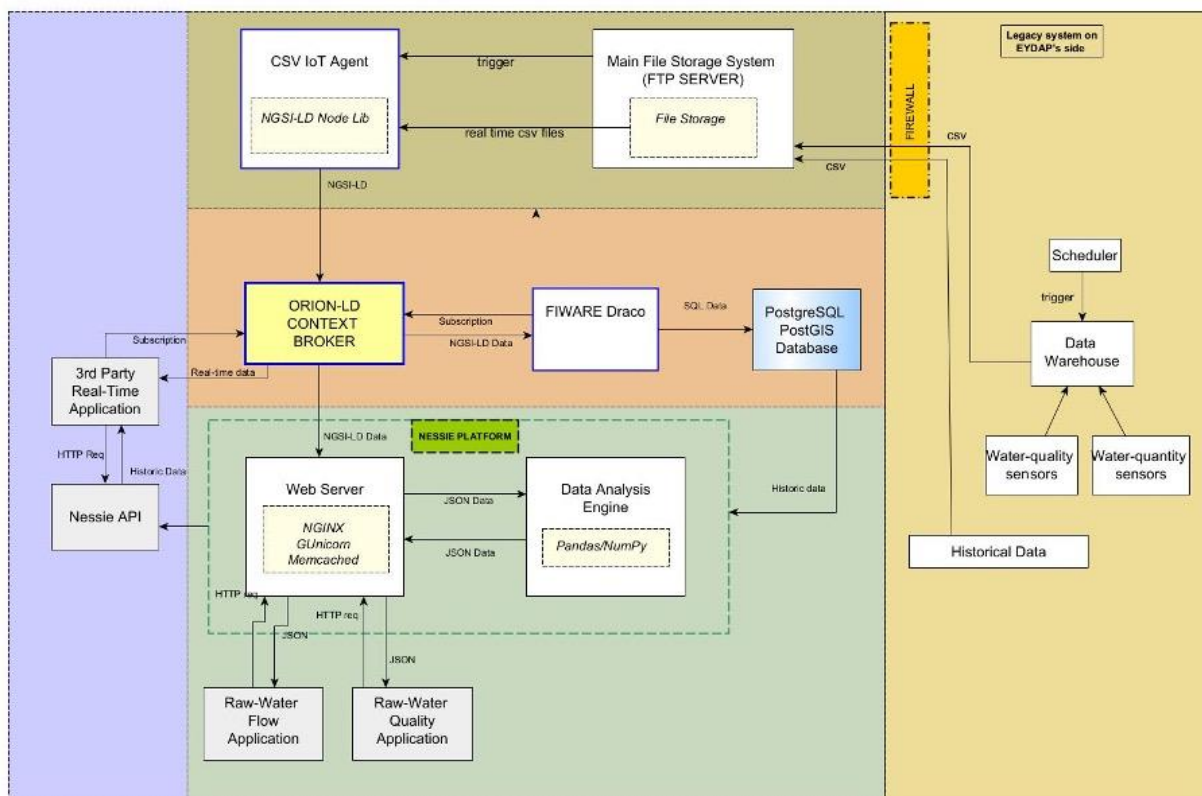 Legacy system on
EYDAP's side
FIREWALL
CSV IoT Agent
NGSI-LD Node Lib
trigger
real time csv files
Main File Storage System
(FTP SERVER)
File Storage
CSV
CSV
NGSI-LD
Scheduler
trigger
Data
Warehouse
Water-quality
sensors
Water-quantity
sensors
Historical Data
ORION-LD
CONTEXT
BROKER
Subscription
NGSI-LD Data
FIWARE Draco
SQL Data
PostgreSQL
PostGIS
Database
Subscription
Real-time data
3rd Party
Real-Time
Application
HTTP Req
Historic Data
Nessie API
NGSI-LD Data
NESSIE PLATFORM
Web Server
NGINX
GUnicorn
Memcached
JSON Data
JSON Data
Data Analysis
Engine
Pandas/NumPy
Historic data
HTTP req
JSON
HTTP req
JSON
Raw-Water
Flow
Application
Raw-Water
Quality
Application